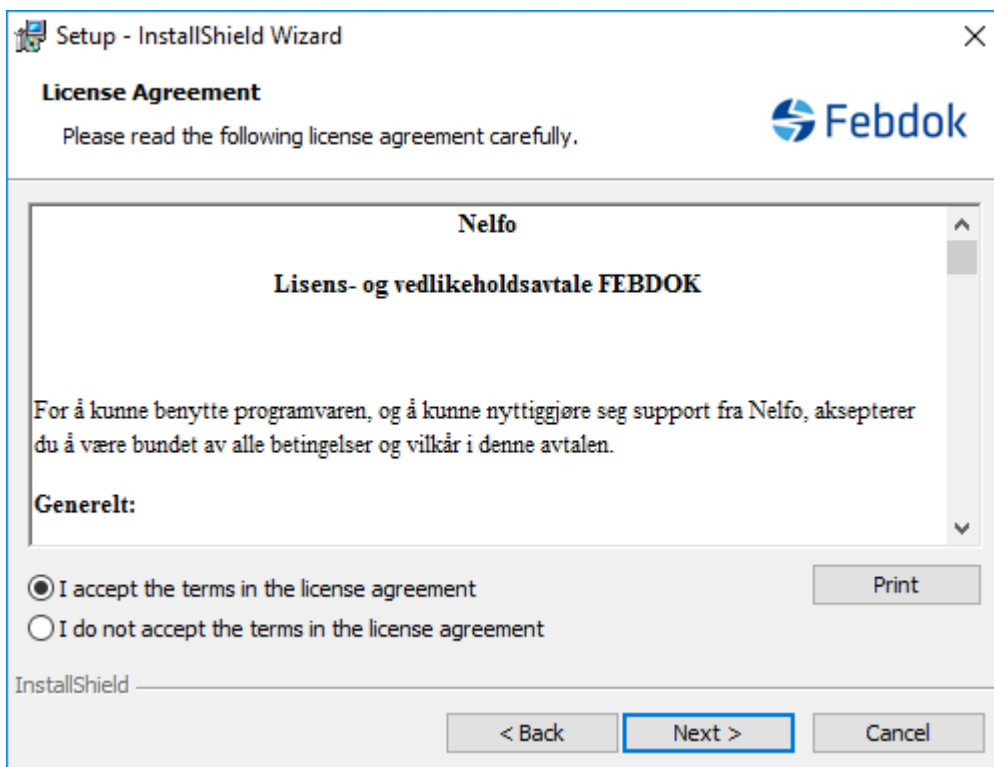 Setup - InstallShield Wizard
License Agreement
Please read the following license agreement carefully.
Febdok
Nelfo
Lisens- og vedlikeholdsavtale FEBDOK
For å kunne benytte programvaren, og å kunne nyttiggjøre seg support fra Nelfo, aksepterer
du å være bundet av alle betingelser og vilkår i denne avtalen.
Generelt:
I accept the terms in the license agreement
Print
I do not accept the terms in the license agreement
InstallShield
< Back
Next >
Cancel